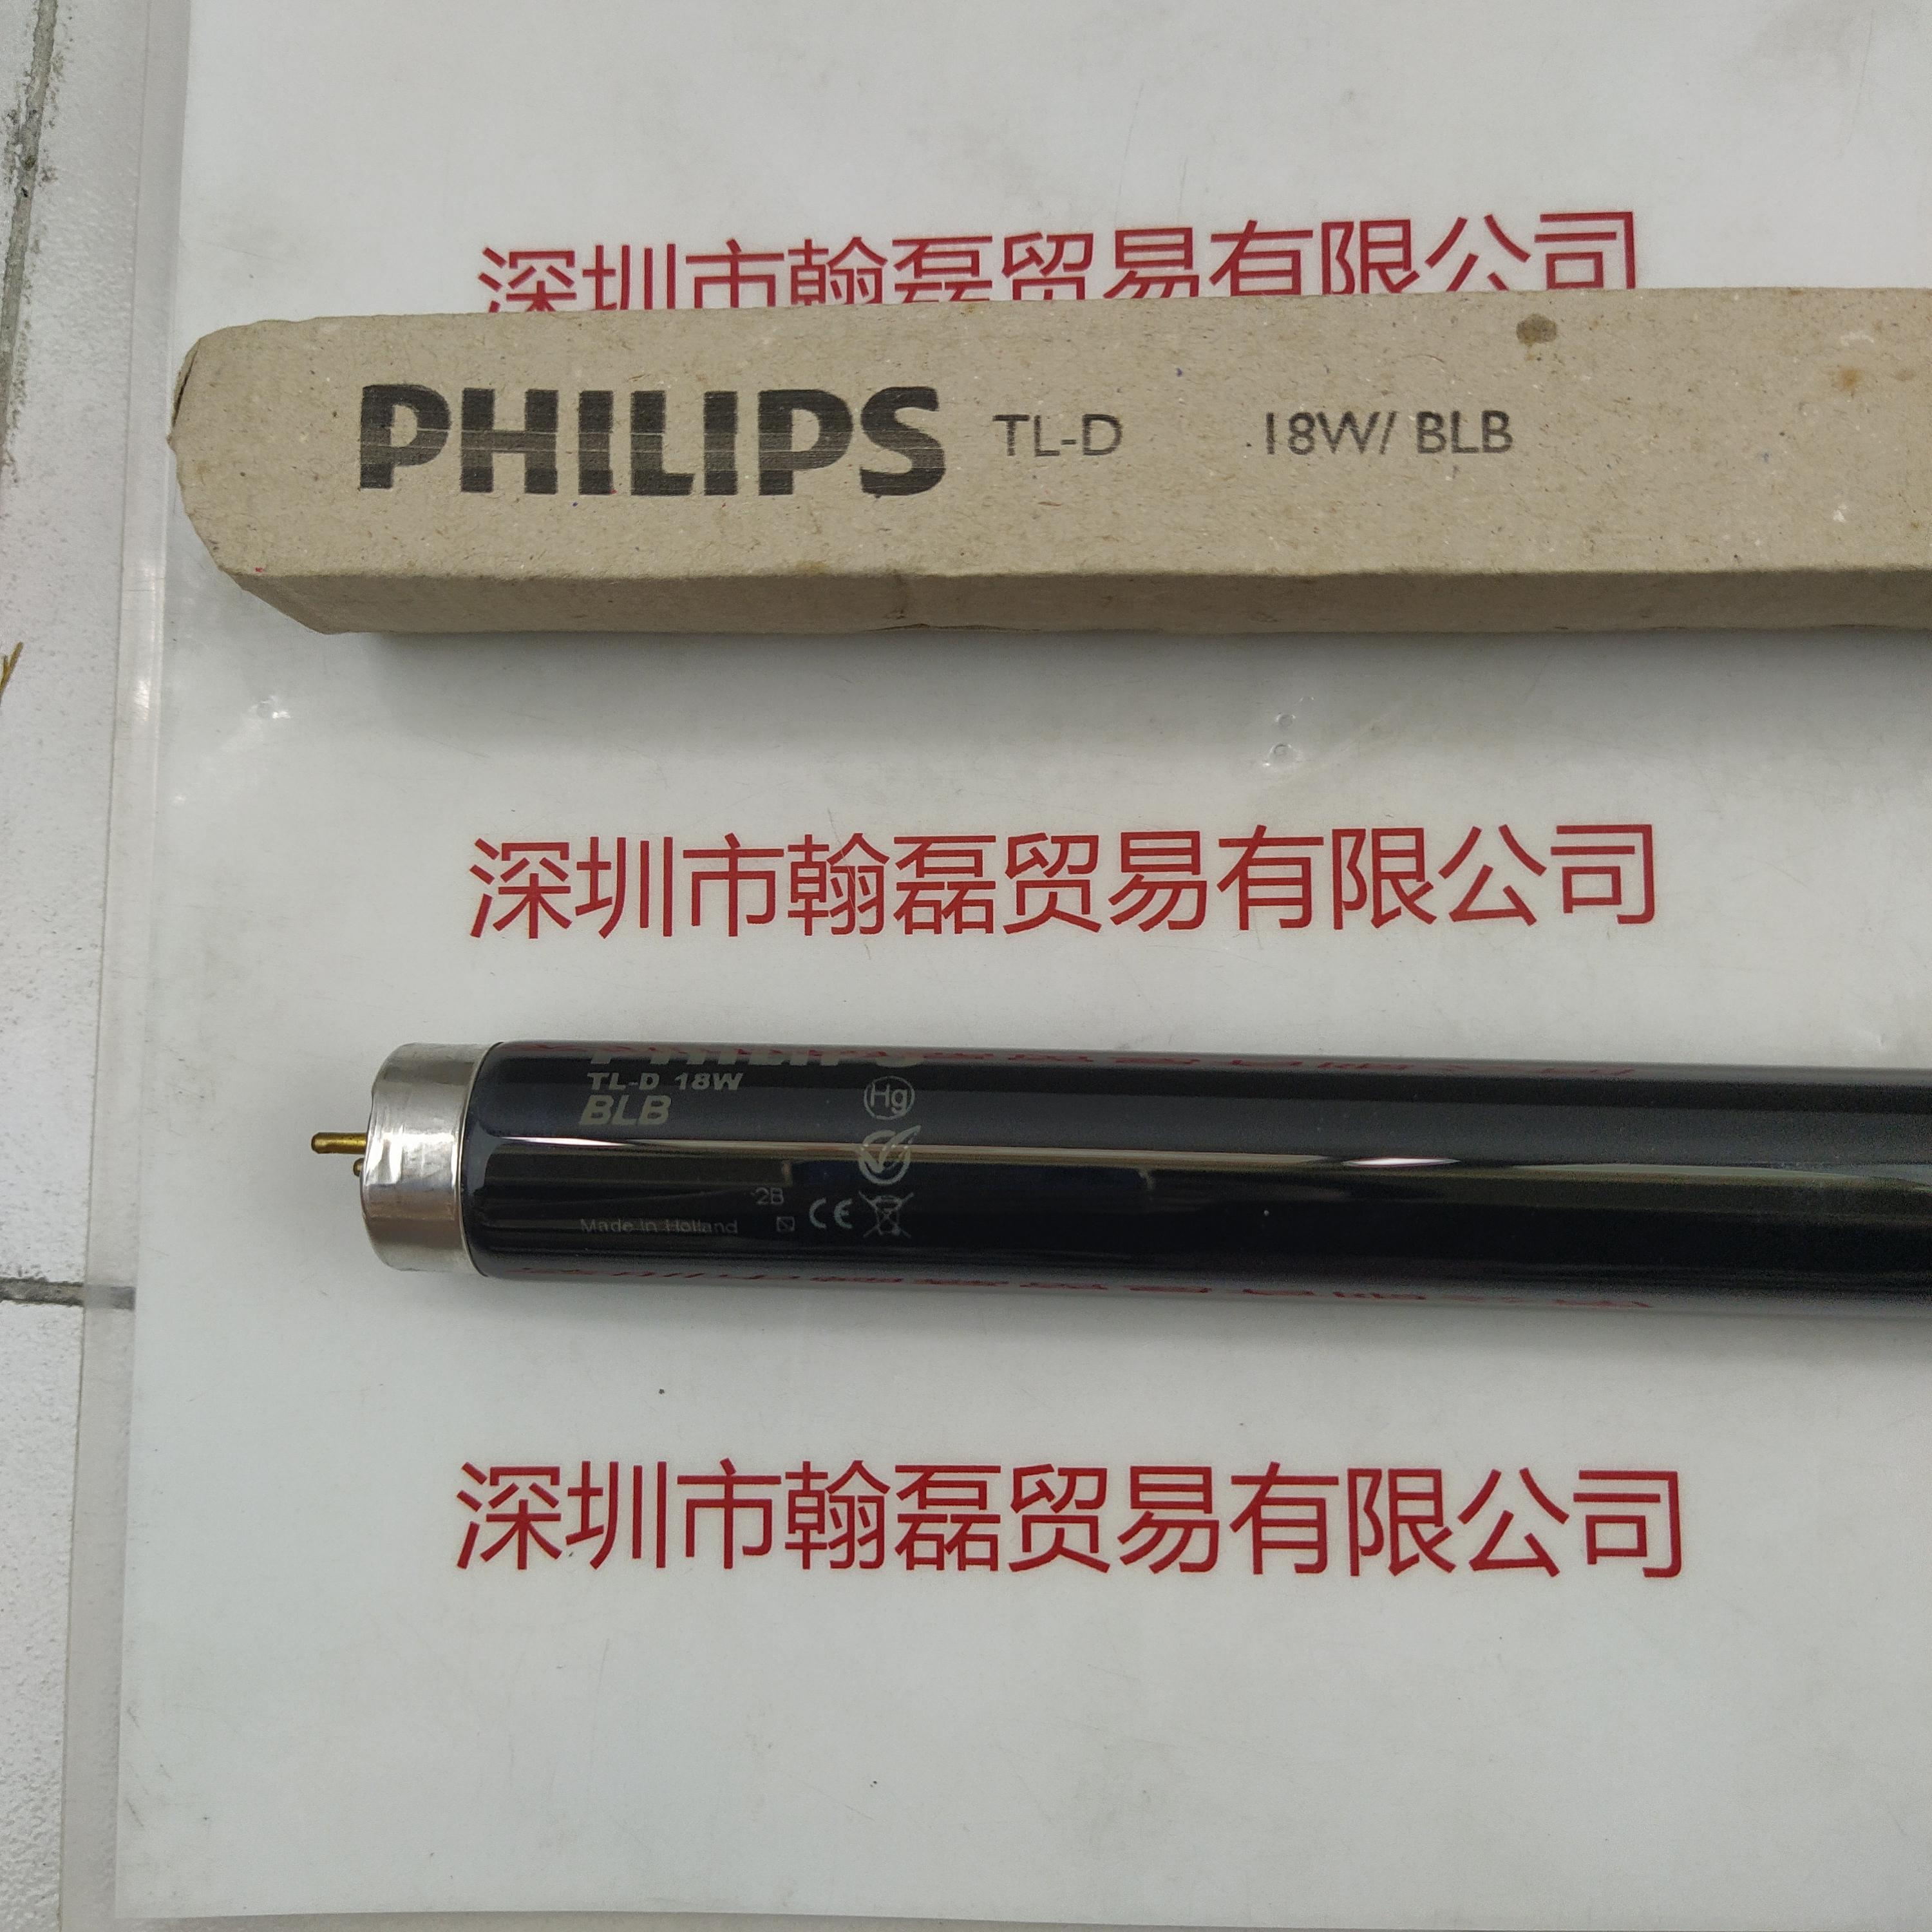 深圳市翰磊贸易有限公司
PHILIPS TL-D 18W/ BLB
深圳市翰磊贸易有限公司
PHILIPS
TL-D 18W
BLB
Hg
2B
Made in Holland CE
深圳市翰磊贸易有限公司